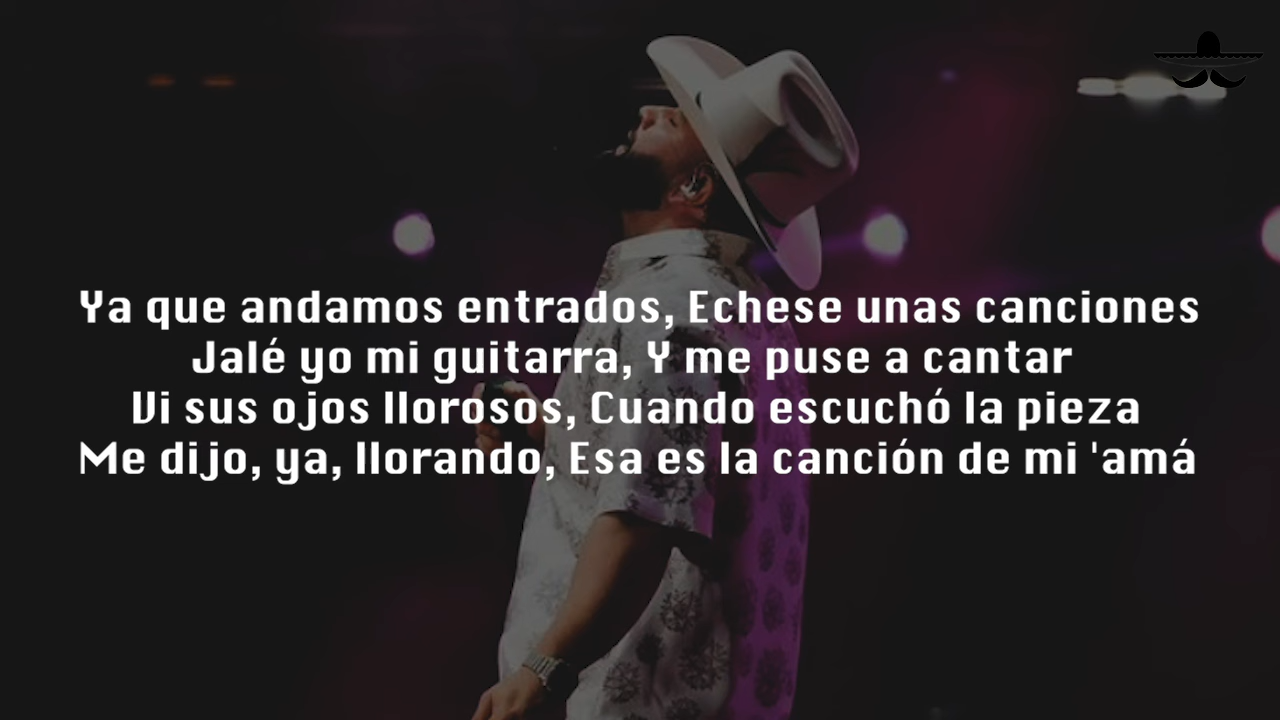 Ya que andamos entrados, Echese unas canciones
Jalé yo mi guitarra, Y me puse a cantar
Vi sus ojos llorosos, Cuando escuchó la pieza
Me dijo, ya, llorando, Esa es la canción de mi 'amá